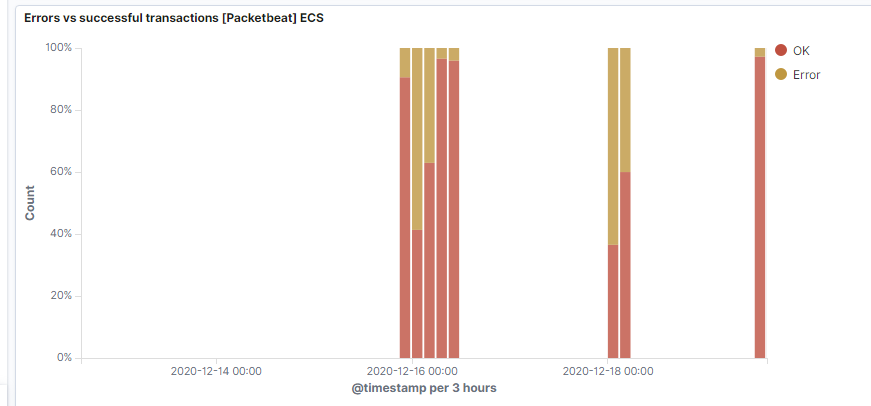 Errors vs successful transactions [Packetbeat] ECS
100%
80%
60%
40%
20%
0%
Count
2020-12-14 00:00
2020-12-16 00:00
2020-12-18 00:00
@timestamp per 3 hours
OK
Error